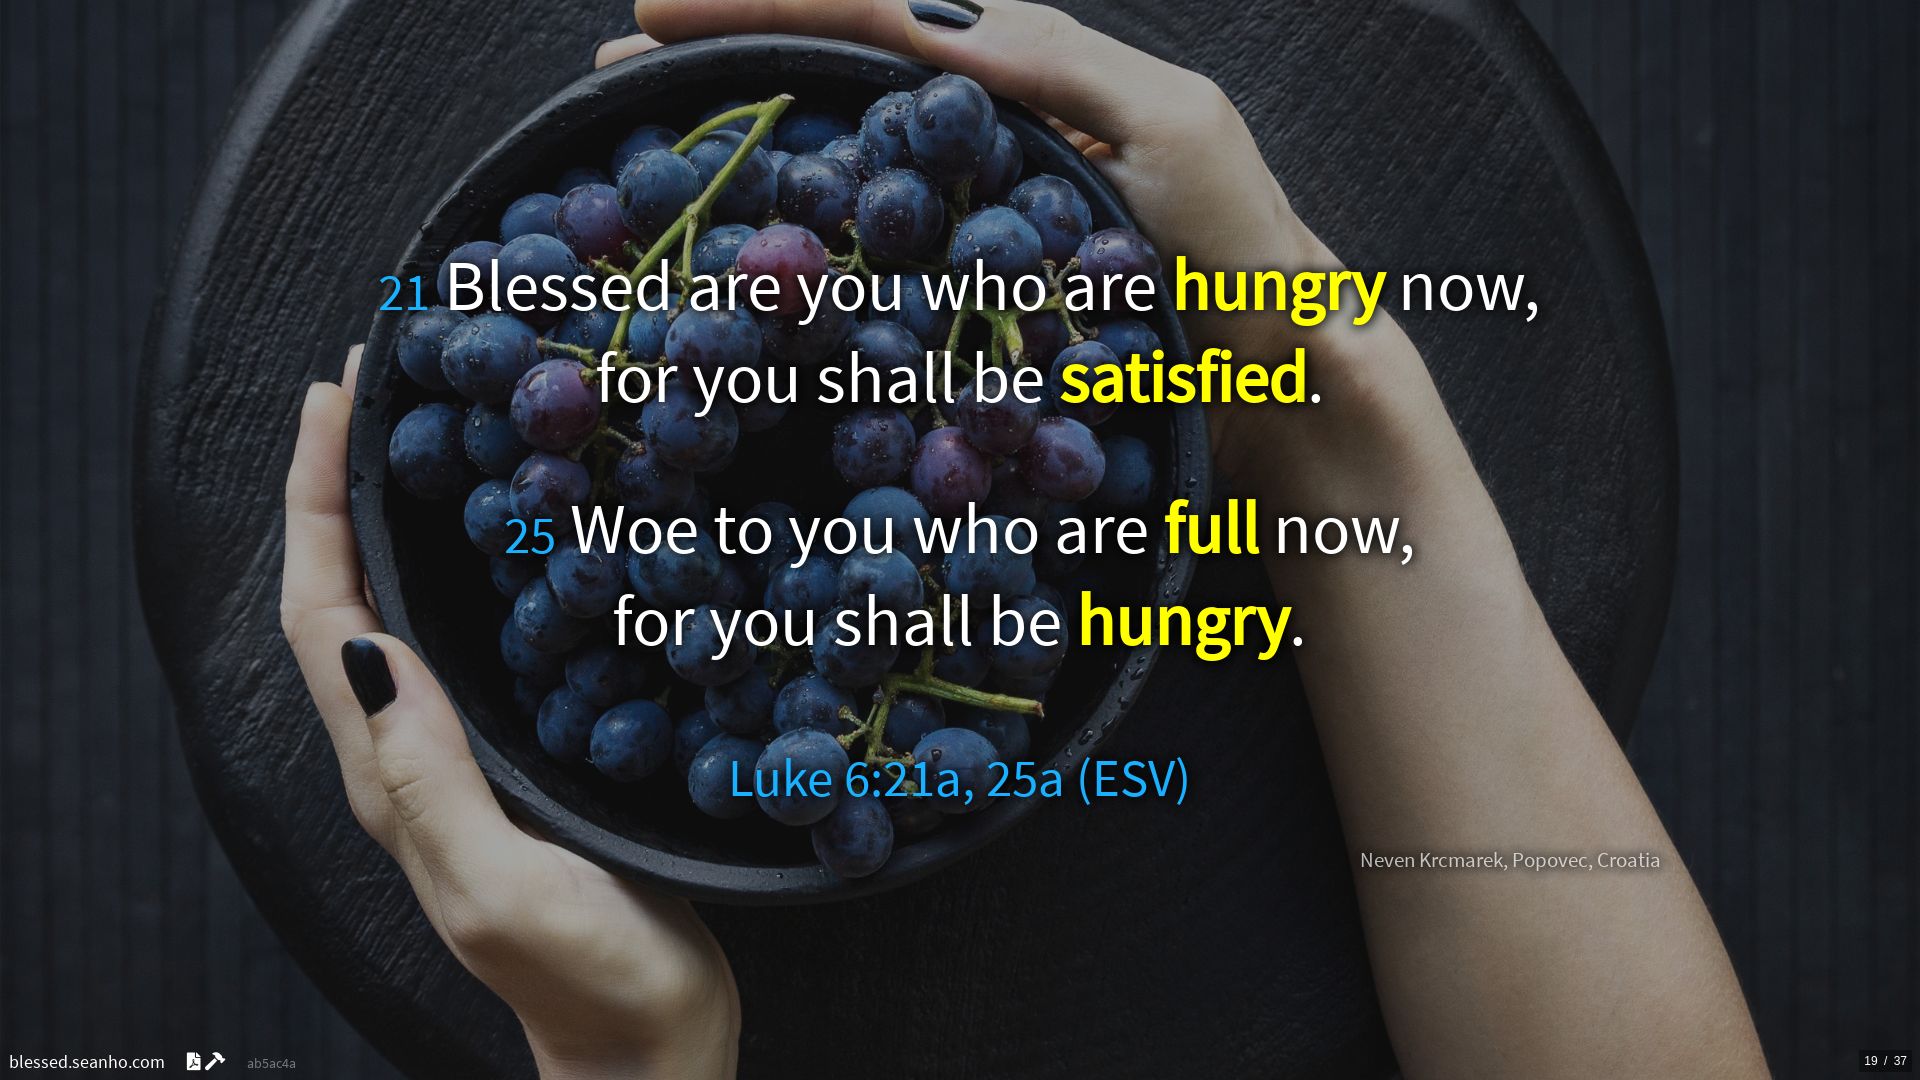 21 Blessed are you who are hungry now,
for you shall be satisfied.
25 Woe to you who are full now,
for you shall be hungry.
Luke 6:21a, 25a (ESV)
Neven Krcmarek, Popovec, Croatia
blessed.seanho.com ab5ac4a
19 / 37